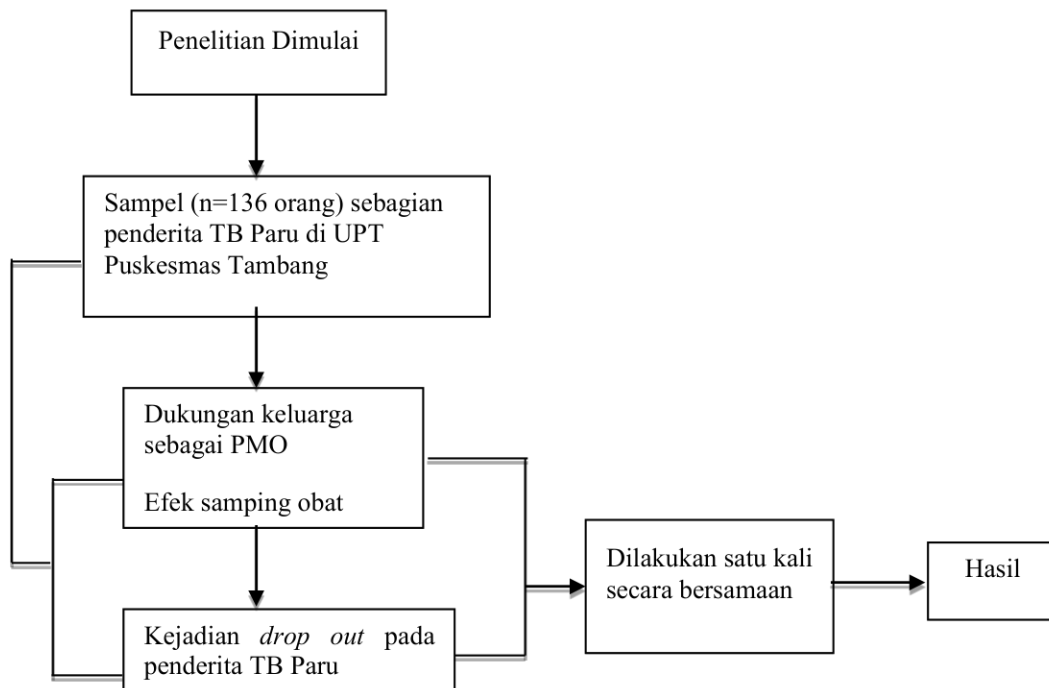 Penelitian Dimulai
Sampel (n=136 orang) sebagian
penderita TB Paru di UPT
Puskesmas Tambang
Dukungan keluarga
sebagai PMO
Efek samping obat
Kejadian drop out pada
penderita TB Paru
Dilakukan satu kali
secara bersamaan
Hasil